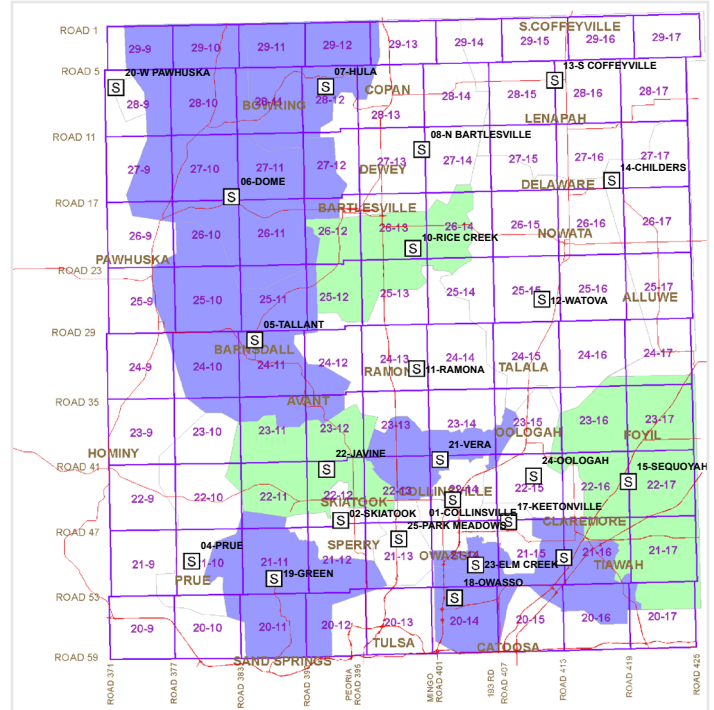 ROAD 1
S.COFFEYVILLE
29-9
29-10
29-11
29-12
29-13
29-14
29-15
29-16
29-17
ROAD 5
20-W PAWHUSKA
07-HULA
13-S COFFEYVILLE
28-9
28-10
28-11
BOWRING
28-12
COPAN
28-13
28-14
28-15
28-16
28-17
LENAPAH
ROAD 11
08-N BARTLESVILLE
27-9
27-10
27-11
27-12
DEWEY
27-13
27-14
27-15
27-16
27-17
14-CHILDERS
06-DOME
DELAWARE
ROAD 17
BARTLESVILLE
26-9
26-10
26-11
26-12
26-13
26-14
26-15
26-16
26-17
NOWATA
10-RICE CREEK
PAWHUSKA
ROAD 23
25-9
25-10
25-11
25-12
25-13
25-14
25-15
25-16
25-17
12-WATOVA
ALLUWE
05-TALLANT
ROAD 29
BARNSDALL
24-9
24-10
24-11
24-12
24-13
24-14
24-15
24-16
24-17
RAMONA
11-RAMONA
TALALA
ROAD 35
AVANT
23-9
23-10
23-11
23-12
23-13
23-14
23-15
23-16
23-17
OOLOGAH
FOYIL
HOMINY
22-JAVINE
21-VERA
ROAD 41
24-OOLOGAH
15-SEQUOYAH
22-9
22-10
22-11
22-12
22-13
22-14
22-15
22-16
22-17
COLLINSVILLE
SKIATOOK
01-COLLINSVILLE
17-KEETONVILLE
02-SKIATOOK
CLAREMORE
25-PARK MEADOWS
ROAD 47
SPERRY
04-PRUE
21-9
21-10
21-11
21-12
21-13
OWASSO
21-14
21-15
21-16
21-17
23-ELM CREEK
TIAWAH
PRUE
19-GREEN
18-OWASSO
ROAD 53
20-9
20-10
20-11
20-12
20-13
20-14
20-15
20-16
20-17
TULSA
CATOOSA
ROAD 59
SAND SPRINGS
ROAD 371
ROAD 377
ROAD 383
PEORIA
ROAD 395
MINGO
ROAD 401
193 RD
ROAD 407
ROAD 413
ROAD 419
ROAD 425